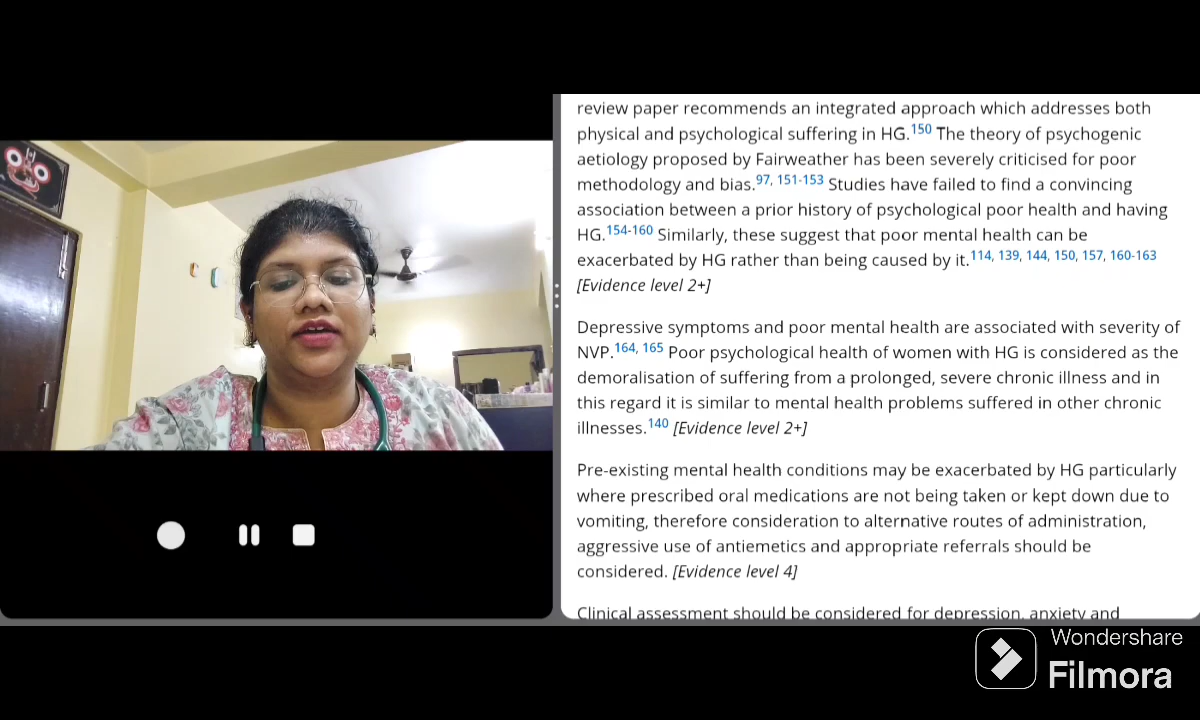 review paper recommends an integrated approach which addresses both
physical and psychological suffering in HG.150 The theory of psychogenic
aetiology proposed by Fairweather has been severely criticised for poor
methodology and bias.97, 151-153 Studies have failed to find a convincing
association between a prior history of psychological poor health and having
HG.154-160 Similarly, these suggest that poor mental health can be
exacerbated by HG rather than being caused by it.114, 139, 144, 150, 157, 160-163
[Evidence level 2+]
Depressive symptoms and poor mental health are associated with severity of
NVP.164, 165 Poor psychological health of women with HG is considered as the
demoralisation of suffering from a prolonged, severe chronic illness and in
this regard it is similar to mental health problems suffered in other chronic
illnesses.140 [Evidence level 2+]
Pre-existing mental health conditions may be exacerbated by HG particularly
where prescribed oral medications are not being taken or kept down due to
vomiting, therefore consideration to alternative routes of administration,
aggressive use of antiemetics and appropriate referrals should be
considered. [Evidence level 4]
Clinical assessment should be considered for depression, anxiety and
Wondershare
Filmora